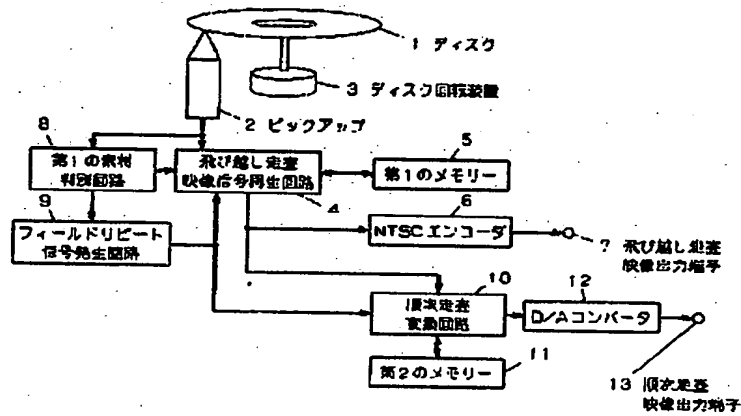 1 ディスク
3 ディスク回転装置
2 ピックアップ
8
第1の素材
判別回路
飛び越し走査
映像信号再生回路
4
5
第1のメモリー
9
フィールドリピート
信号発生回路
6
NTSCエンコーダ
7 飛び越し走査
映像出力端子
10
順次走査
変換回路
12
D/Aコンバータ
11
第2のメモリー
13 順次走査
映像出力端子